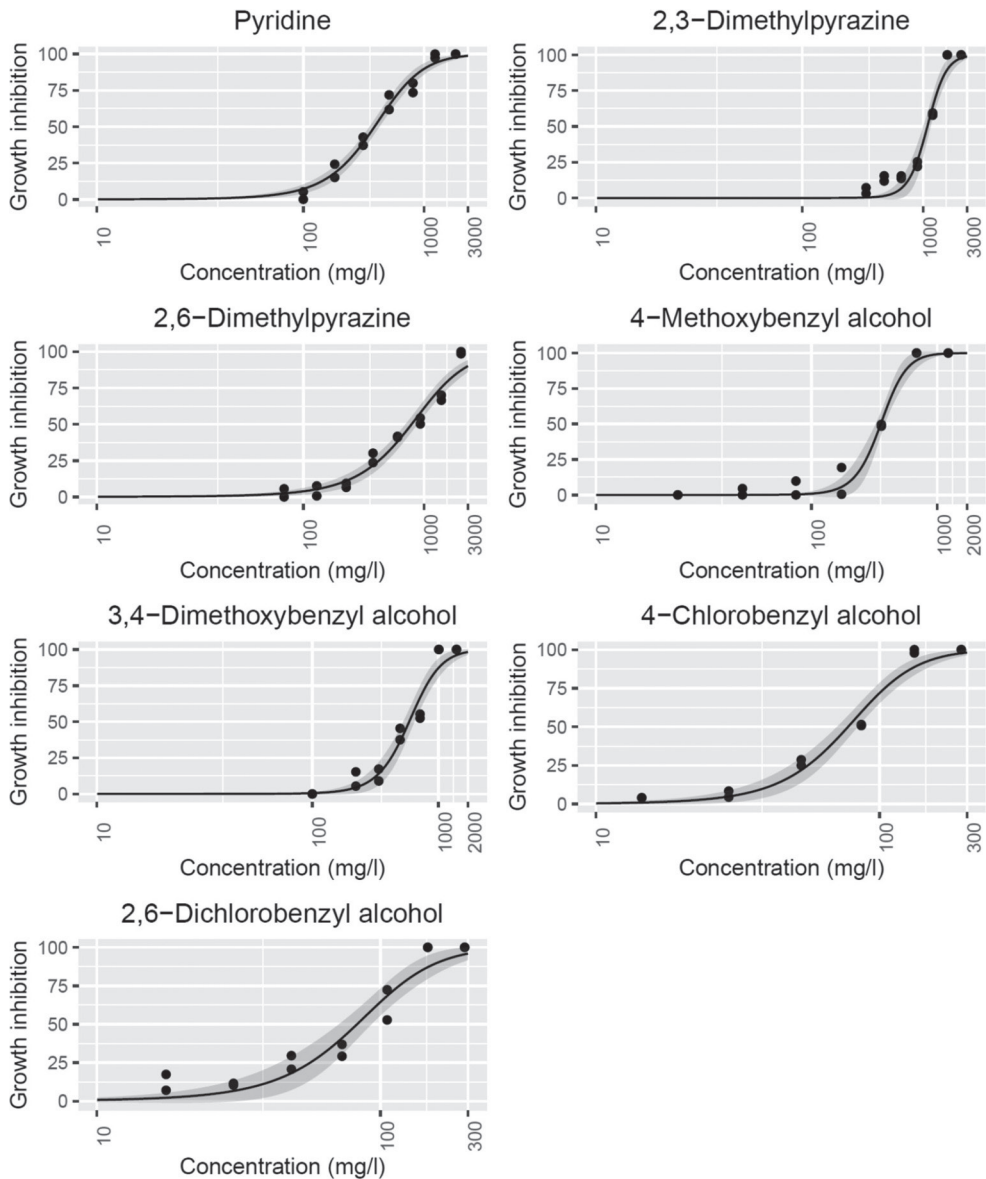 Pyridine
Growth inhibition
100
75
50
25
0
10
100
1000
3000
Concentration (mg/l)
2,3−Dimethylpyrazine
Growth inhibition
100
75
50
25
0
10
100
1000
3000
Concentration (mg/l)
2,6−Dimethylpyrazine
Growth inhibition
100
75
50
25
0
10
100
1000
3000
Concentration (mg/l)
4−Methoxybenzyl alcohol
Growth inhibition
100
75
50
25
0
10
100
1000
2000
Concentration (mg/l)
3,4−Dimethoxybenzyl alcohol
Growth inhibition
100
75
50
25
0
10
100
1000
2000
Concentration (mg/l)
4−Chlorobenzyl alcohol
Growth inhibition
100
75
50
25
0
10
100
300
Concentration (mg/l)
2,6−Dichlorobenzyl alcohol
Growth inhibition
100
75
50
25
0
10
100
300
Concentration (mg/l)